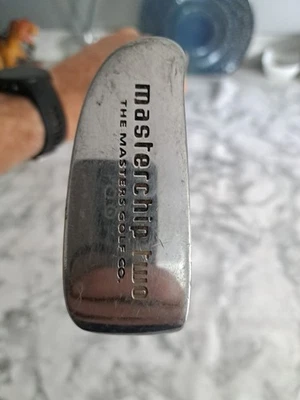 masterchip two
THE MASTERS GOLF CO.